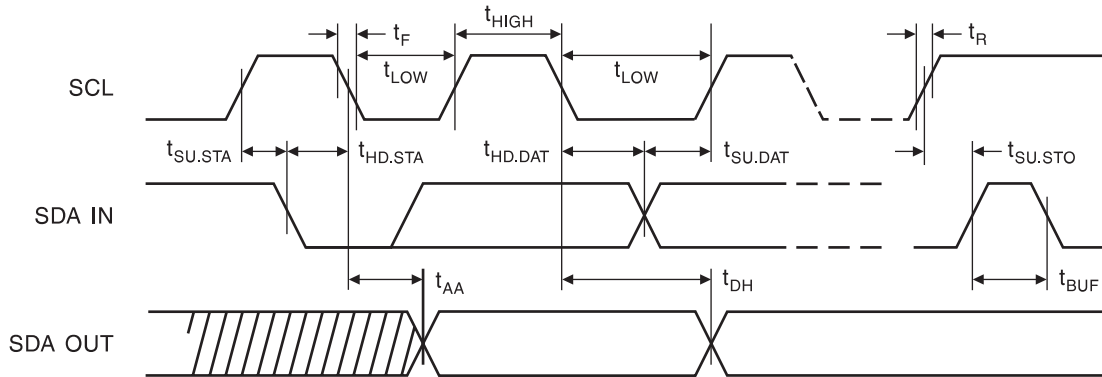 tHIGH
tF
tR
tLOW
tLOW
SCL
tSU.STA
tHD.STA
tHD.DAT
tSU.DAT
tSU.STO
SDA IN
tAA
tDH
tBUF
SDA OUT